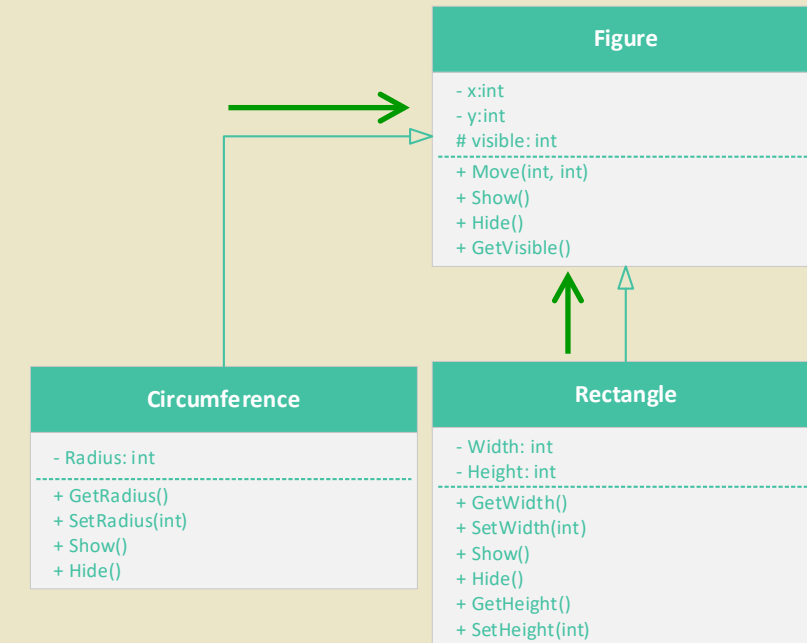 Figure
- x:int
- y:int
# visible: int
+ Move(int, int)
+ Show()
+ Hide()
+ GetVisible()
Circumference
- Radius: int
+ GetRadius()
+ SetRadius(int)
+ Show()
+ Hide()
Rectangle
- Width: int
- Height: int
+ GetWidth()
+ SetWidth(int)
+ Show()
+ Hide()
+ GetHeight()
+ SetHeight(int)